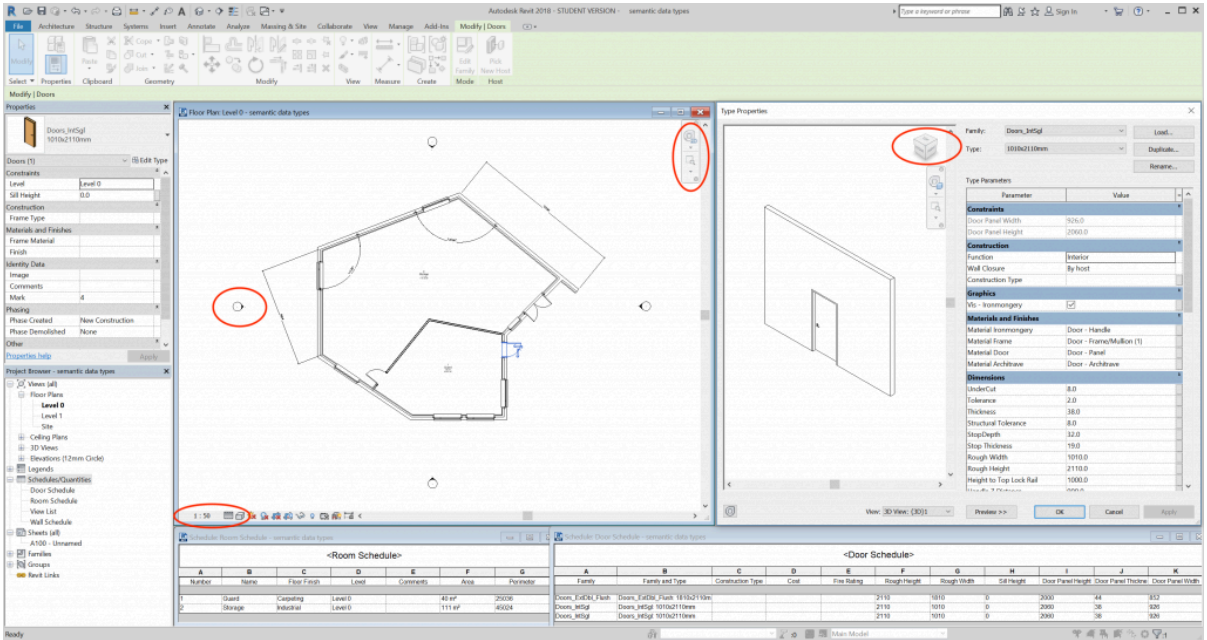 Autodesk Revit 2018 - STUDENT VERSION - semantic data types
Type a keyword or phrase
Sign In
File Architecture Structure Systems Insert Annotate Analyze Massing & Site Collaborate View Manage Add-Ins Modify | Doors
Modify Paste Cope Cut Join Edit Family Pick New Host
Select Properties Clipboard Geometry Modify View Measure Create Mode Host
Modify | Doors
Properties
Doors_IntSgl
1010x2110mm
Doors (1) Edit Type
Constraints
Level Level 0
Sill Height 0.0
Construction
Frame Type
Materials and Finishes
Frame Material
Finish
Identity Data
Image
Comments
Mark 4
Phasing
Phase Created New Construction
Phase Demolished None
Other
Properties help Apply
Project Browser - semantic data types
Views (all)
Floor Plans
Level 0
Level 1
Site
Ceiling Plans
3D Views
Elevations (12mm Circle)
Legends
Schedules/Quantities
Door Schedule
Room Schedule
View List
Wall Schedule
Sheets (all)
A100 - Unnamed
Families
Groups
Revit Links
Floor Plan: Level 0 - semantic data types
1 : 50
Type Properties
Family: Doors_IntSgl Load...
Type: 1010x2110mm Duplicate...
Rename...
Type Parameters
Parameter Value
Constraints
Door Panel Width 926.0
Door Panel Height 2060.0
Construction
Function Interior
Wall Closure By host
Construction Type
Graphics
Vis - Ironmongery
Materials and Finishes
Material Ironmongery Door - Handle
Material Frame Door - Frame/Mullion (1)
Material Door Door - Panel
Material Architrave Door - Architrave
Dimensions
UnderCut 8.0
Tolerance 2.0
Thickness 38.0
Structural Tolerance 8.0
StopDepth 32.0
Stop Thickness 19.0
Rough Width 1010.0
Rough Height 2110.0
Height to Top Lock Rail 1000.0
View: 3D View: {3D}1 Preview >> OK Cancel Apply
Schedule: Room Schedule - semantic data types
<Room Schedule>
A B C D E F G
Number Name Floor Finish Level Comments Area Perimeter
1 Guard Carpeting Level 0 40 m² 25036
2 Storage Industrial Level 0 111 m² 45024
Schedule: Door Schedule - semantic data types
<Door Schedule>
A B C D E F G H I J K
Family Family and Type Construction Type Cost Fire Rating Rough Height Rough Width Sill Height Door Panel Height Door Panel Thickne Door Panel Width
Doors_ExtDbl_Flush Doors_ExtDbl_Flush: 1810x2110m 2110 1810 0 2000 44 852
Doors_IntSgl Doors_IntSgl: 1010x2110mm 2110 1010 0 2060 38 926
Doors_IntSgl Doors_IntSgl: 1010x2110mm 2110 1010 0 2060 38 926
Ready
Main Model